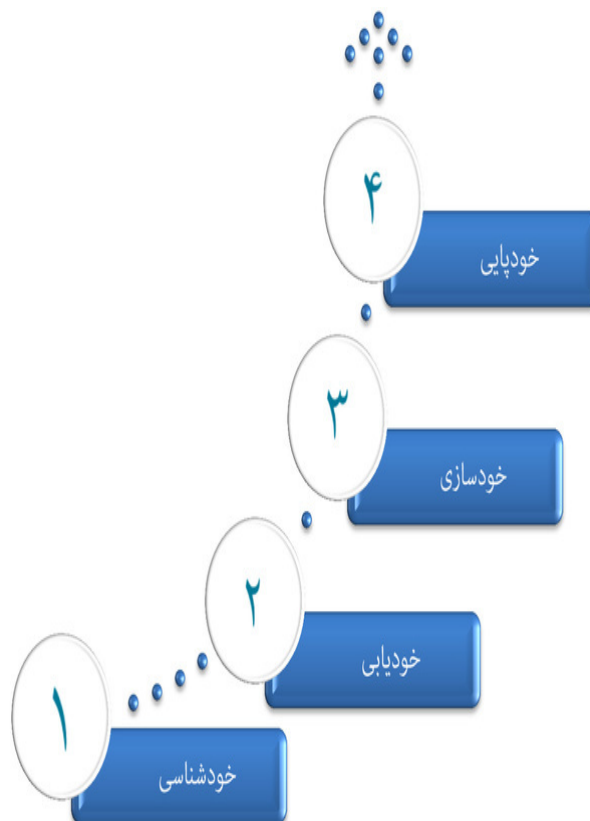 ۴
خودپایی
۳
خودسازی
۲
خودیابی
۱
خودشناسی